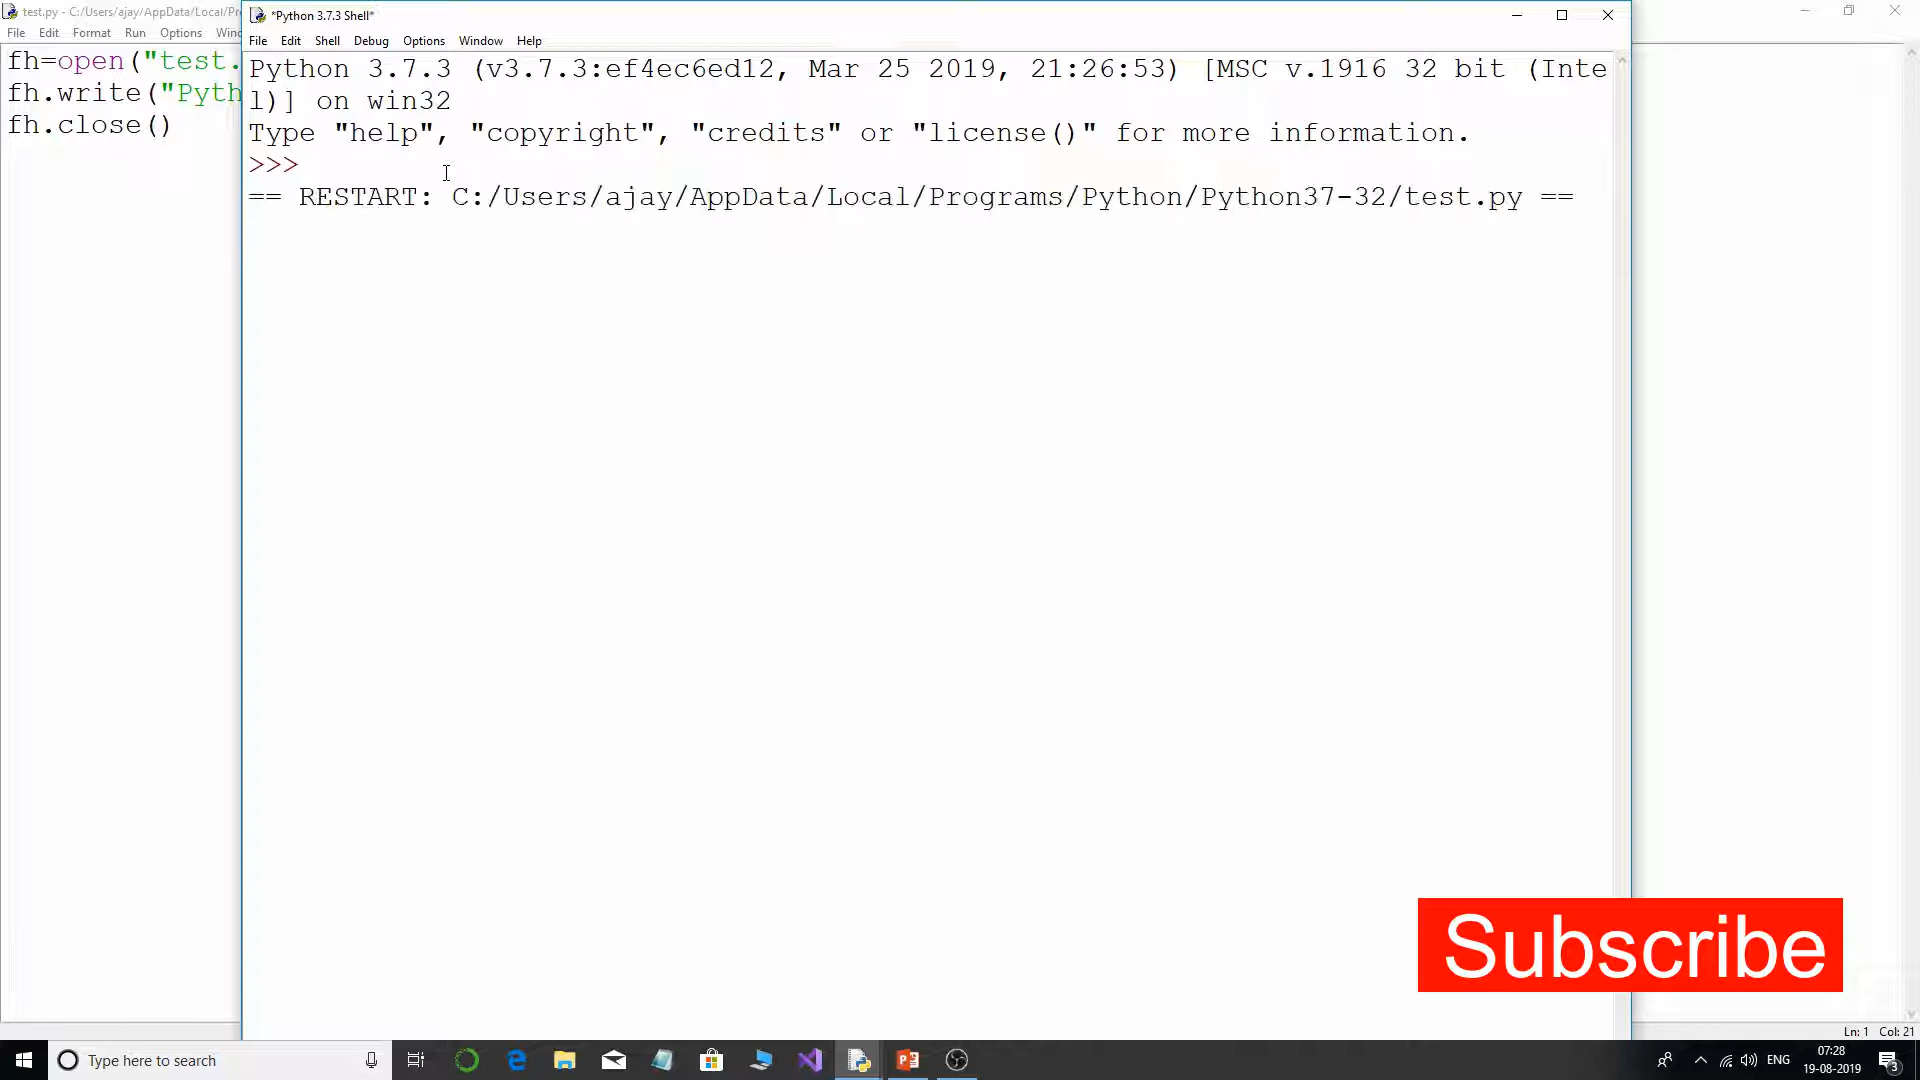 test.py - C:/Users/ajay/AppData/Local/Pr
File Edit Format Run Options Wind
fh=open("test.
fh.write("Pyth
fh.close()
*Python 3.7.3 Shell*
File Edit Shell Debug Options Window Help
Python 3.7.3 (v3.7.3:ef4ec6ed12, Mar 25 2019, 21:26:53) [MSC v.1916 32 bit (Inte
l)] on win32
Type "help", "copyright", "credits" or "license()" for more information.
>>>
== RESTART: C:/Users/ajay/AppData/Local/Programs/Python/Python37-32/test.py ==
Subscribe
Ln: 1 Col: 21
Type here to search
ENG
07:28
19-08-2019
3